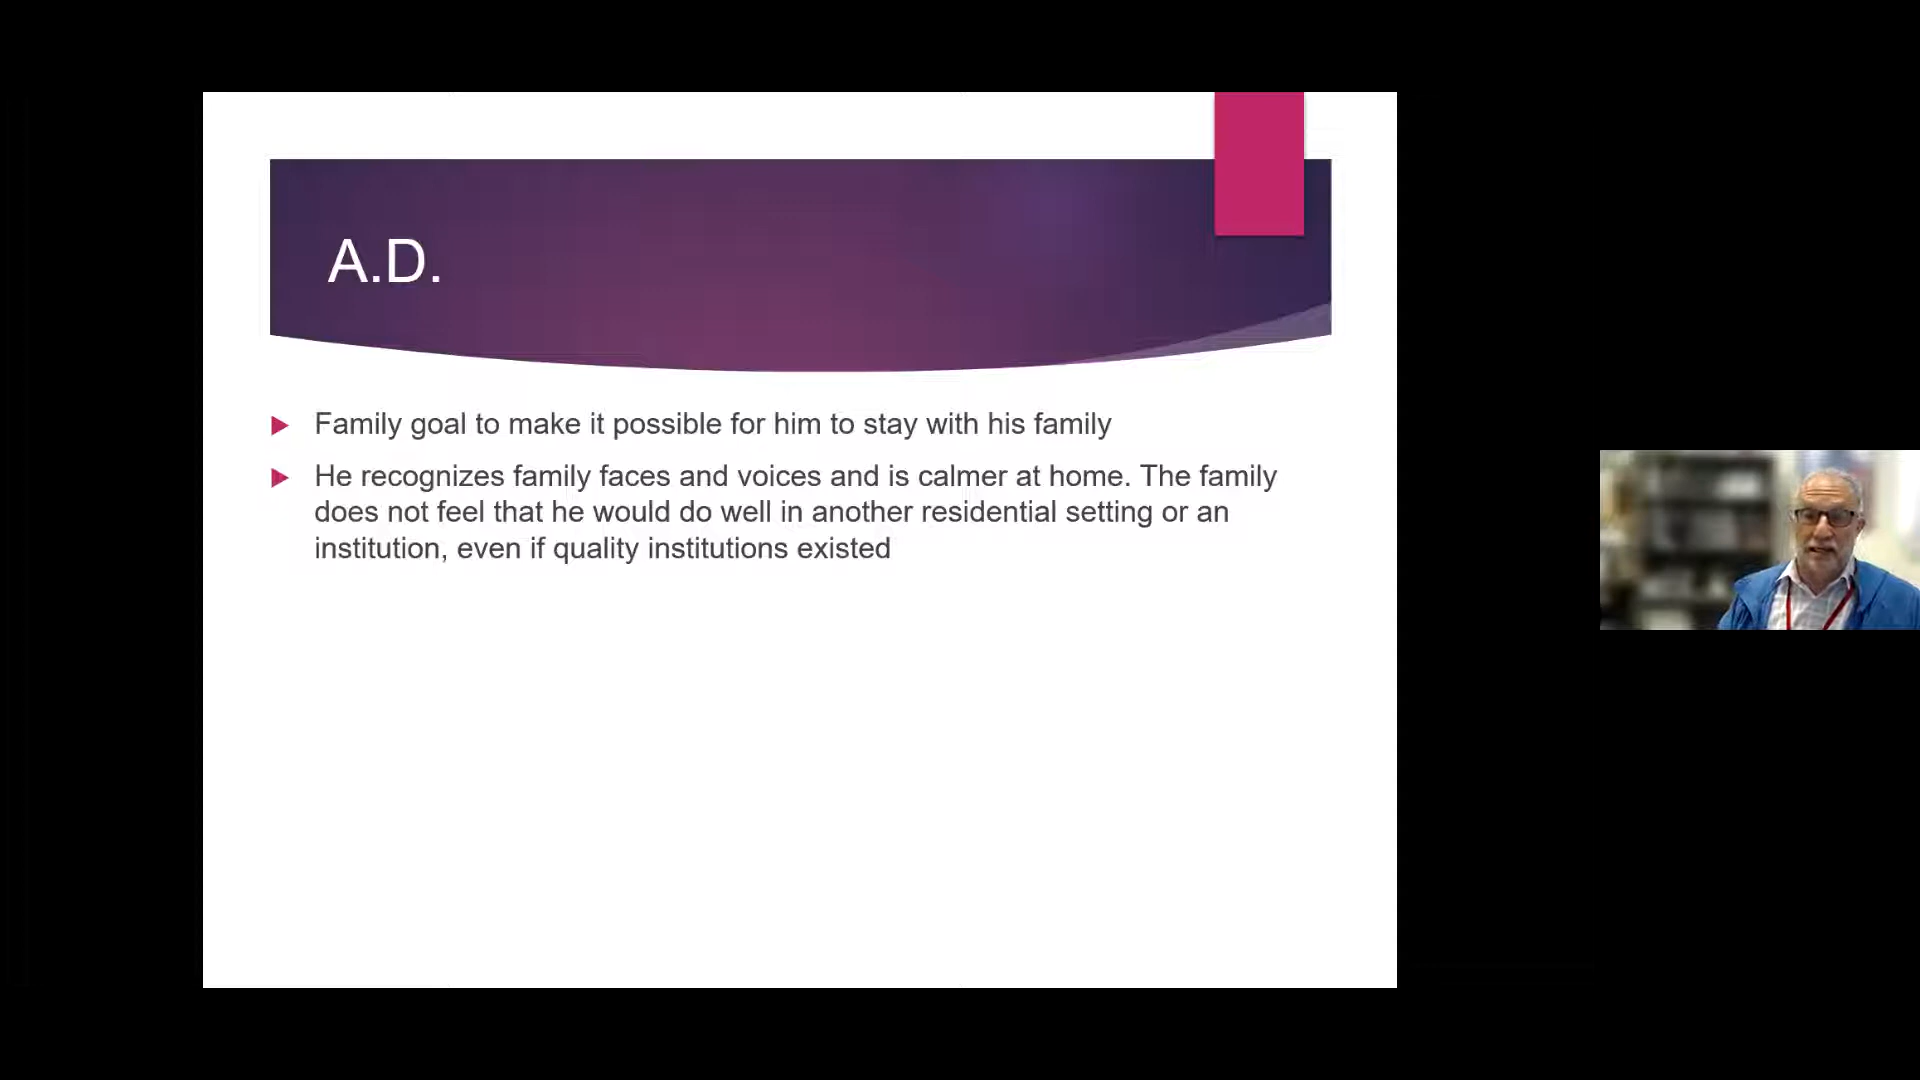 A.D.
Family goal to make it possible for him to stay with his family
He recognizes family faces and voices and is calmer at home. The family
does not feel that he would do well in another residential setting or an
institution, even if quality institutions existed